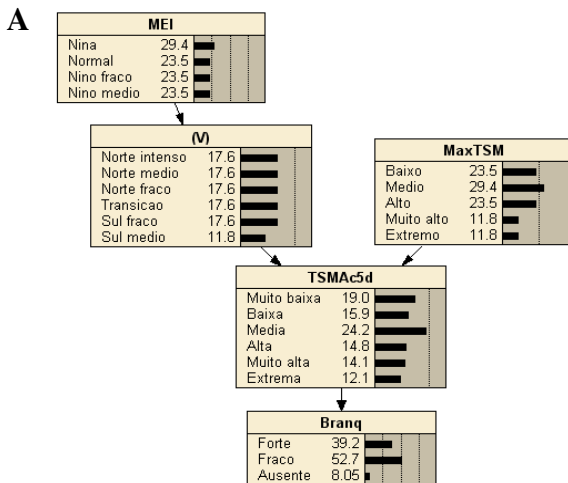 A
MEI
Nina 29.4
Normal 23.5
Nino fraco 23.5
Nino medio 23.5
(V)
Norte intenso 17.6
Norte medio 17.6
Norte fraco 17.6
Transicao 17.6
Sul fraco 17.6
Sul medio 11.8
MaxTSM
Baixo 23.5
Medio 29.4
Alto 23.5
Muito alto 11.8
Extremo 11.8
TSMAc5d
Muito baixa 19.0
Baixa 15.9
Media 24.2
Alta 14.8
Muito alta 14.1
Extrema 12.1
Branq
Forte 39.2
Fraco 52.7
Ausente 8.05